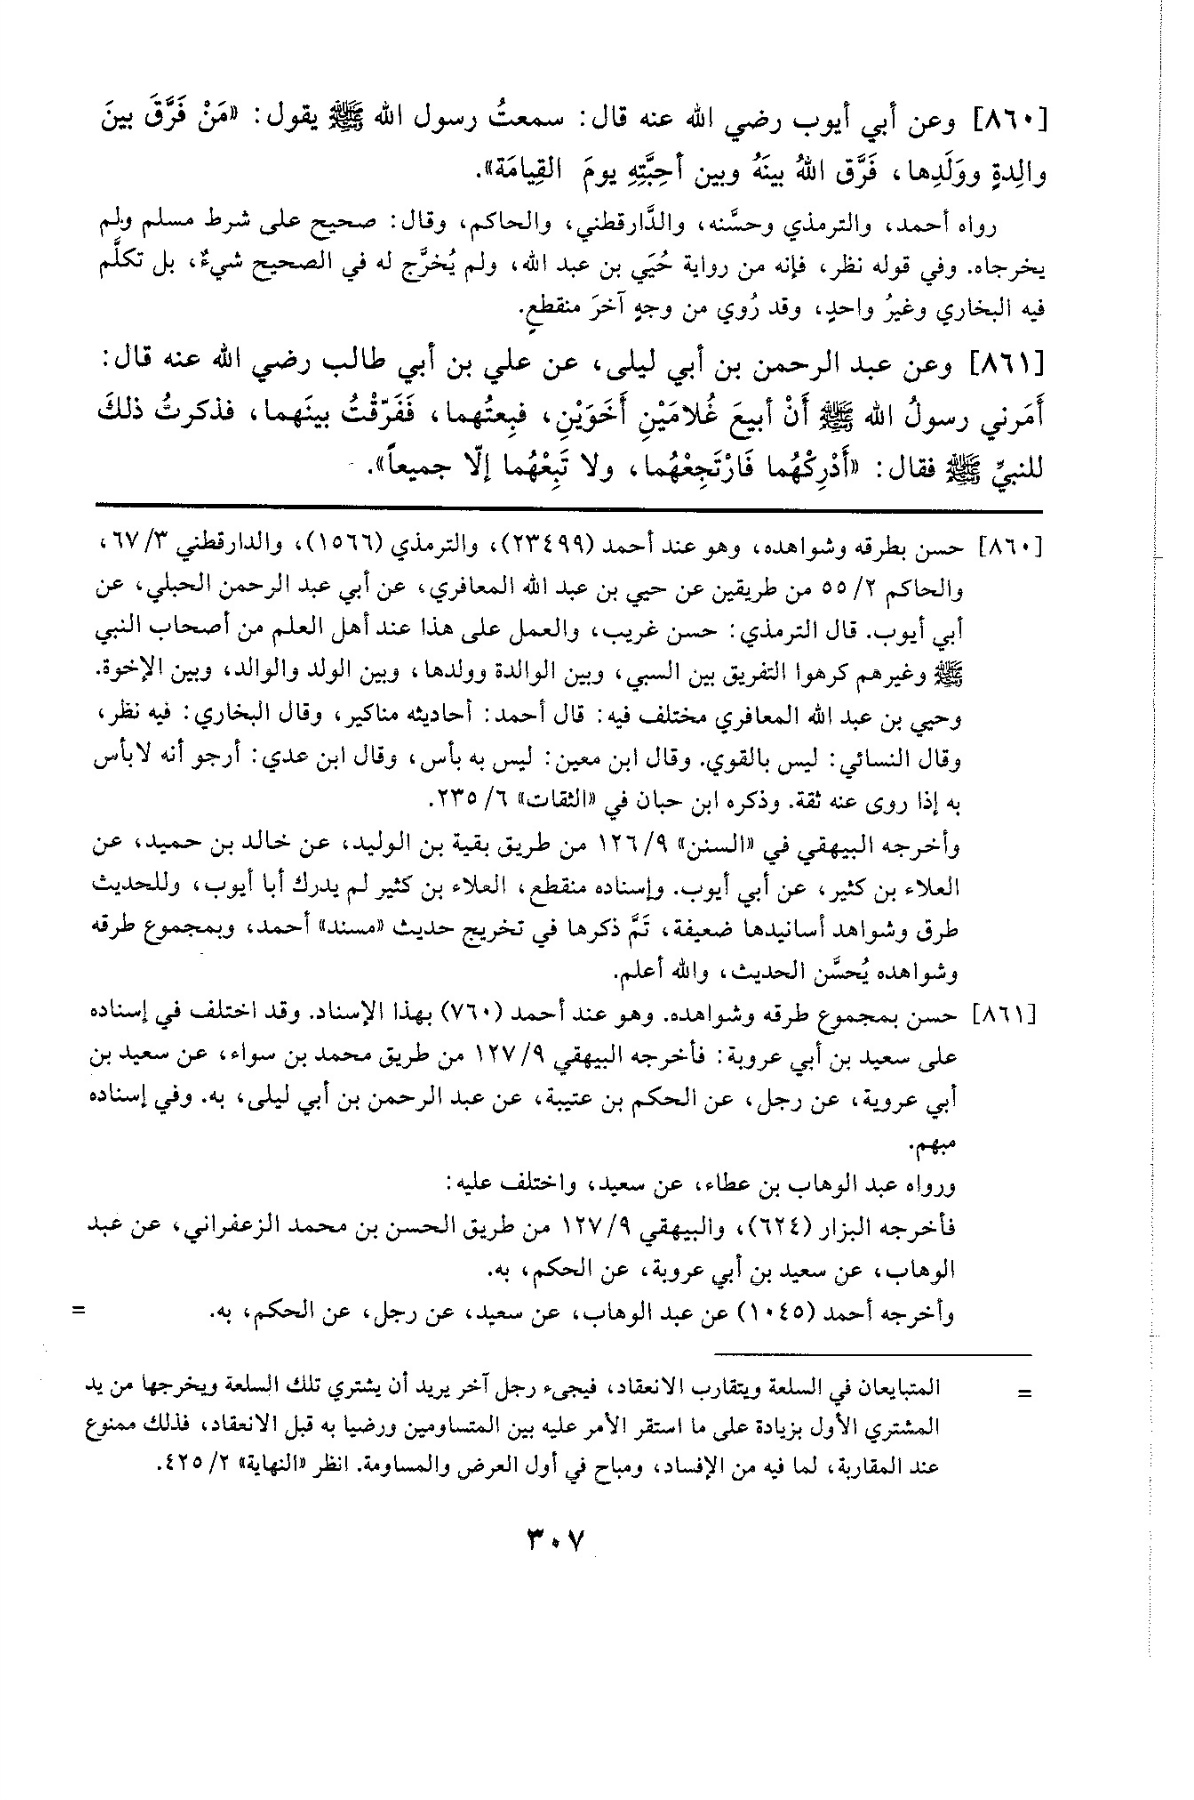 [٨٦٠] وعن أبي أيوب رضي الله عنه قال: سمعتُ رسول الله ﷺ يقول: «مَنْ فَرَّقَ بينَ
والِدةٍ ووَلَدِها، فَرَّق اللهُ بينَهُ وبين أحِبَّتِهِ يومَ القِيامَة».
رواه أحمد، والترمذي وحسَّنه، والدَّارقطني، والحاكم، وقال: صحيح على شرط مسلم ولم
يخرجاه. وفي قوله نظر، فإنه من رواية حُيَي بن عبد الله، ولم يُخرَّج له في الصحيح شيءٌ، بل تكلَّم
فيه البخاري وغيرُ واحدٍ، وقد رُوي من وجهٍ آخرَ منقطعٍ.
[٨٦١] وعن عبد الرحمن بن أبي ليلى، عن علي بن أبي طالب رضي الله عنه قال:
أَمَرني رسولُ الله ﷺ أَنْ أبيعَ غُلامَيْنِ أَخَوَيْنِ، فبِعتُهما، فَفَرّقْتُ بينَهما، فذكرتُ ذلكَ
للنبيِّ ﷺ فقال: «أَدْرِكْهُما فَارْتَجِعْهُما، ولا تَبِعْهُما إلّا جميعاً».
[٨٦٠] حسن بطرقه وشواهده، وهو عند أحمد (٢٣٤٩٩)، والترمذي (١٥٦٦)، والدارقطني ٦٧/٣،
والحاكم ٥٥/٢ من طريقين عن حيي بن عبد الله المعافري، عن أبي عبد الرحمن الحبلي، عن
أبي أيوب. قال الترمذي: حسن غريب، والعمل على هذا عند أهل العلم من أصحاب النبي
ﷺ وغيرهم كرهوا التفريق بين السبي، وبين الوالدة وولدها، وبين الولد والوالد، وبين الإخوة.
وحيي بن عبد الله المعافري مختلف فيه: قال أحمد: أحاديثه مناكير، وقال البخاري: فيه نظر،
وقال النسائي: ليس بالقوي. وقال ابن معين: ليس به بأس، وقال ابن عدي: أرجو أنه لابأس
به إذا روى عنه ثقة. وذكره ابن حبان في «الثقات» ٢٣٥/٦.
وأخرجه البيهقي في «السنن» ١٢٦/٩ من طريق بقية بن الوليد، عن خالد بن حميد، عن
العلاء بن كثير، عن أبي أيوب. وإسناده منقطع، العلاء بن كثير لم يدرك أبا أيوب، وللحديث
طرق وشواهد أسانيدها ضعيفة، تَمَّ ذكرها في تخريج حديث «مسند» أحمد، وبمجموع طرقه
وشواهده يُحسَّن الحديث، والله أعلم.
[٨٦١] حسن بمجموع طرقه وشواهده. وهو عند أحمد (٧٦٠) بهذا الإسناد. وقد اختلف في إسناده
على سعيد بن أبي عروبة: فأخرجه البيهقي ١٢٧/٩ من طريق محمد بن سواء، عن سعيد بن
أبي عروبة، عن رجل، عن الحكم بن عتيبة، عن عبد الرحمن بن أبي ليلى، به. وفي إسناده
مبهم.
ورواه عبد الوهاب بن عطاء، عن سعيد، واختلف عليه:
فأخرجه البزار (٦٢٤)، والبيهقي ١٢٧/٩ من طريق الحسن بن محمد الزعفراني، عن عبد
الوهاب، عن سعيد بن أبي عروبة، عن الحكم، به.
وأخرجه أحمد (١٠٤٥) عن عبد الوهاب، عن سعيد، عن رجل، عن الحكم، به. =
= المتبايعان في السلعة ويتقارب الانعقاد، فيجيء رجل آخر يريد أن يشتري تلك السلعة ويخرجها من يد
المشتري الأول بزيادة على ما استقر الأمر عليه بين المتساومين ورضيا به قبل الانعقاد، فذلك ممنوع
عند المقاربة، لما فيه من الإفساد، ومباح في أول العرض والمساومة. انظر «النهاية» ٤٢٥/٢.
٣٠٧